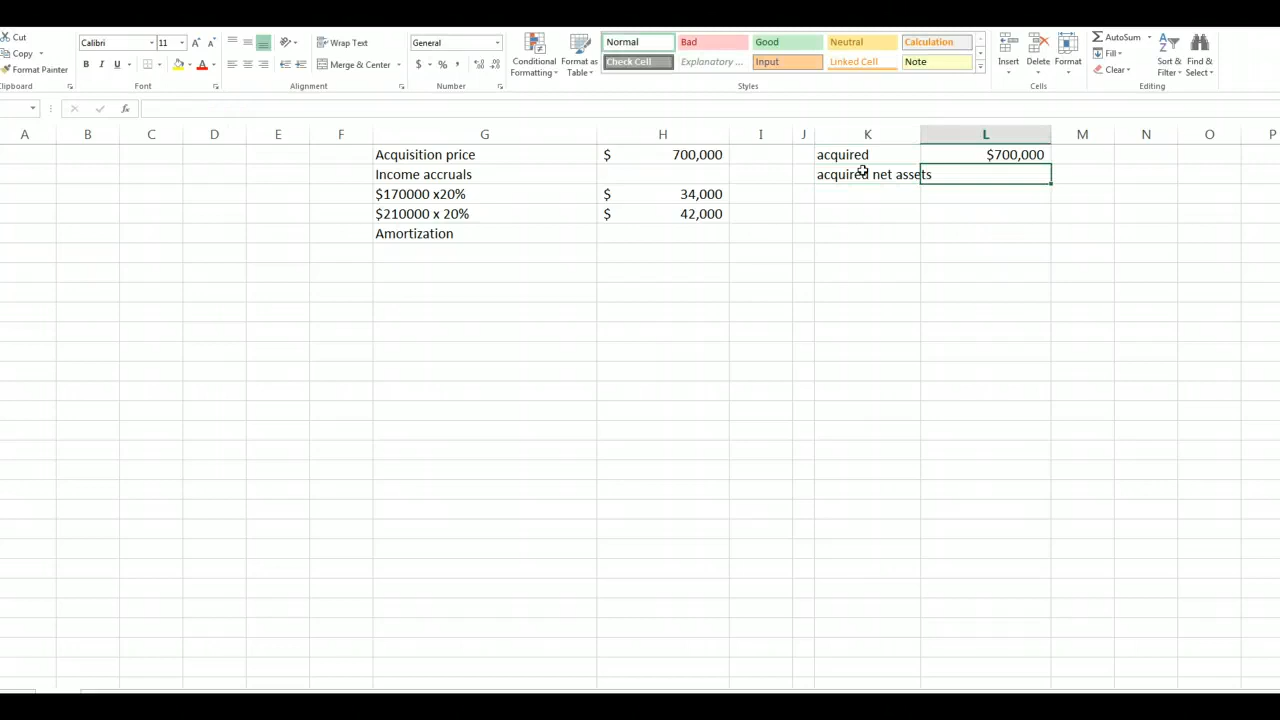 Cut
Copy
Format Painter
Clipboard
Calibri 11 A A
B I U A
Font
Wrap Text
Merge & Center
Alignment
General
$ % ,
Number
Conditional Formatting
Format as Table
Normal Bad Good Neutral Calculation
Check Cell Explanatory ... Input Linked Cell Note
Styles
Insert Delete Format
Cells
AutoSum
Fill
Clear
Sort & Filter
Find & Select
Editing
fx
A B C D E F G H I J K L M N O P
Acquisition price $ 700,000 acquired $700,000
Income accruals acquired net assets
$170000 x20% $ 34,000
$210000 x 20% $ 42,000
Amortization